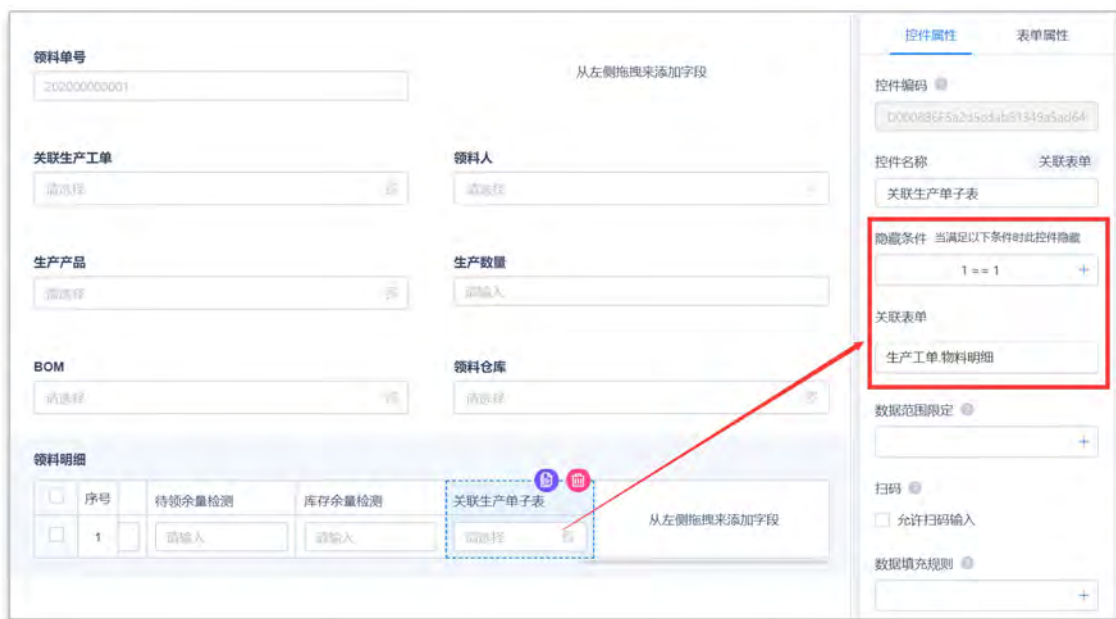 控件属性 表单属性
领料单号
202000000001
从左侧拖拽来添加字段
控件编码
关联生产工单 领料人
请选择 请选择
控件名称 关联表单
关联生产单子表
隐藏条件 当满足以下条件时此控件隐藏
1 == 1 +
生产产品 生产数量
请选择 请输入
关联表单
生产工单.物料明细
BOM 领料仓库
请选择 请选择
数据范围限定
+
领料明细
序号 待领余量检测 库存余量检测 关联生产单子表
1 请输入 请输入 请选择
从左侧拖拽来添加字段
扫码
允许扫码输入
数据填充规则
+